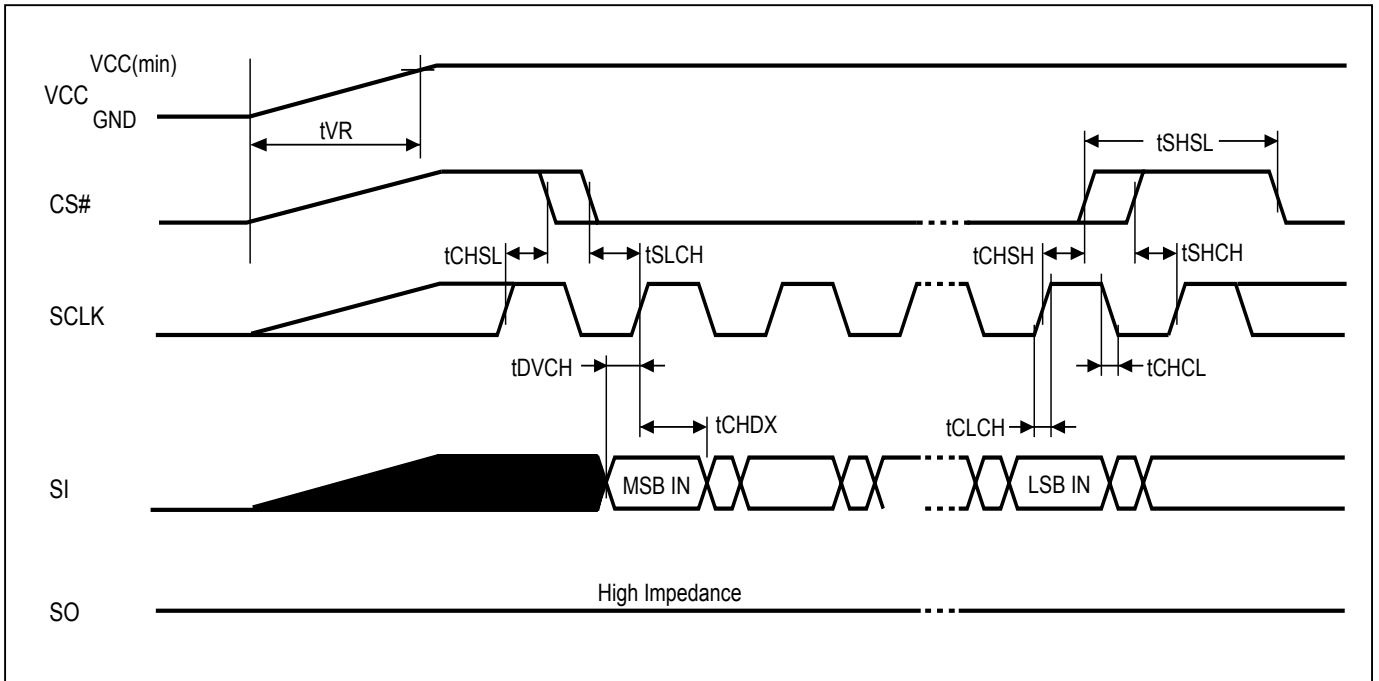 VCC(min)
VCC
GND
tVR
tSHSL
CS#
tCHSL
tSLCH
tCHSH
tSHCH
SCLK
tDVCH
tCHCL
tCHDX
tCLCH
SI
MSB IN
LSB IN
High Impedance
SO